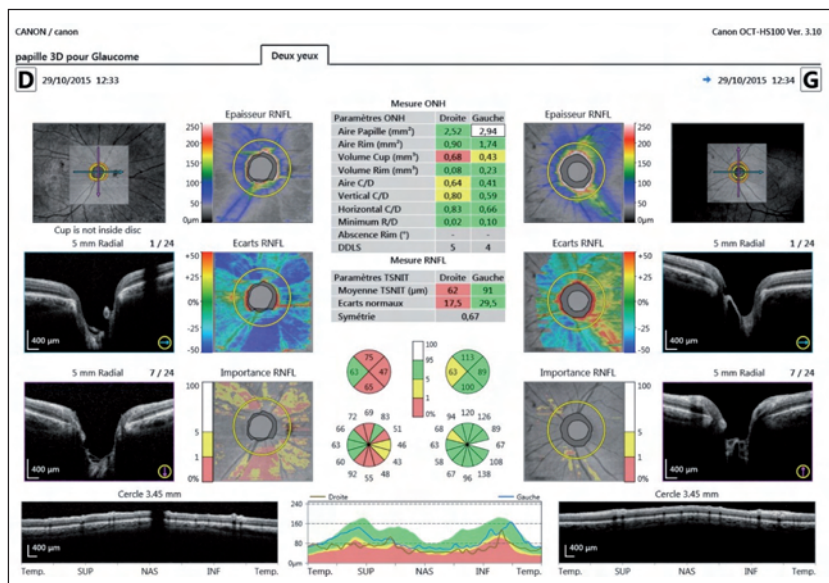 CANON / canon
Canon OCT-HS100 Ver. 3.10
papille 3D pour Glaucome
Deux yeux
D
29/10/2015 12:33
29/10/2015 12:34
G
Epaisseur RNFL
250
200
150
100
50
0µm
Cup is not inside disc
Mesure ONH
Paramètres ONH Droite Gauche
Aire Papille (mm²) 2,52 2,94
Aire Rim (mm²) 0,90 1,74
Volume Cup (mm³) 0,68 0,43
Volume Rim (mm³) 0,08 0,23
Aire C/D 0,64 0,41
Vertical C/D 0,80 0,59
Horizontal C/D 0,83 0,66
Minimum R/D 0,02 0,10
Abscence Rim (°) - -
DDLS 5 4
Epaisseur RNFL
250
200
150
100
50
0µm
5 mm Radial 1 / 24
400 µm
Ecarts RNFL
+50
+25
0%
-25
-50
Mesure RNFL
Paramètres TSNIT Droite Gauche
Moyenne TSNIT (µm) 62 91
Ecarts normaux 17,5 29,5
Symétrie 0,67
Ecarts RNFL
+50
+25
0%
-25
-50
5 mm Radial 1 / 24
400 µm
5 mm Radial 7 / 24
400 µm
Importance RNFL
100
5
1
0%
75
63 47
65
100
95
5
1
0%
113
63 89
100
69
72 83
66 51
63 46
60 43
92 48
55
120
94 126
68 89
63 67
58 108
67 138
96
Importance RNFL
100
5
1
0%
5 mm Radial 7 / 24
400 µm
Cercle 3.45 mm
400 µm
Temp. SUP NAS INF Temp.
Droite Gauche
240
160
80
0µm
Temp. SUP NAS INF Temp.
Cercle 3.45 mm
400 µm
Temp. SUP NAS INF Temp.